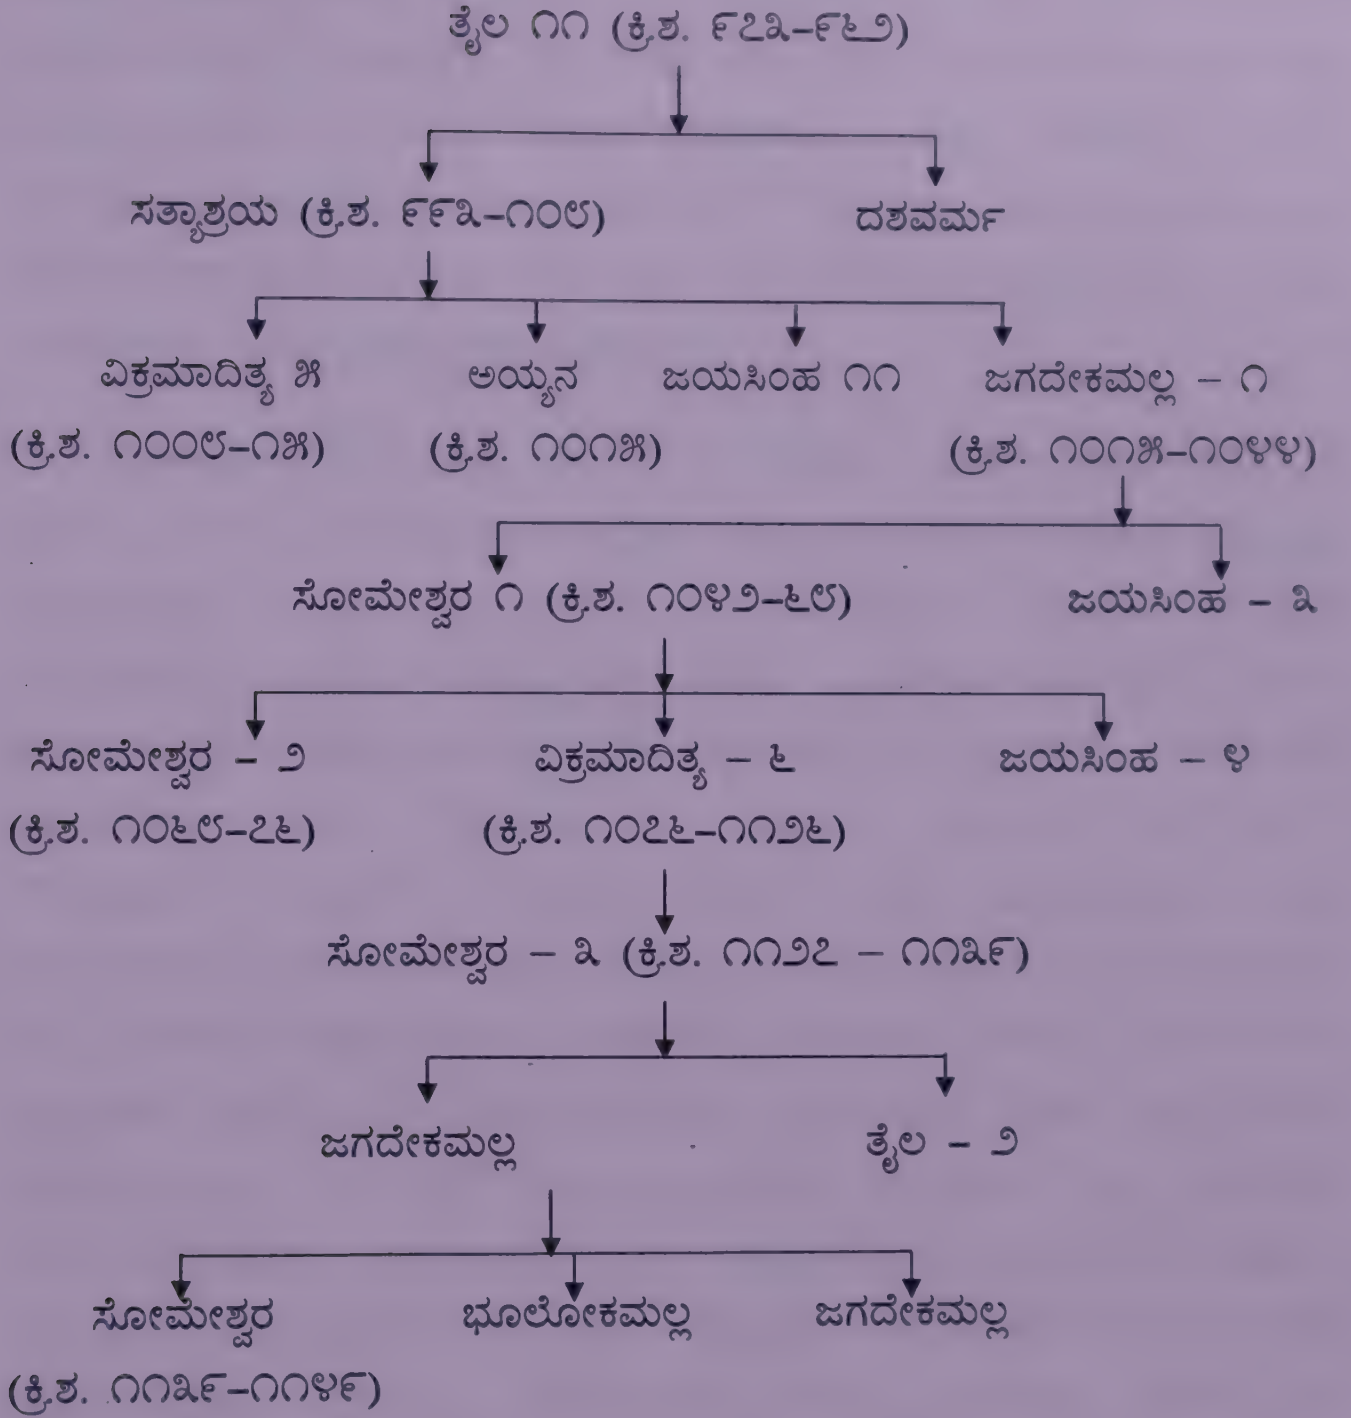 ತೈಲ ೧೧ (ಕ್ರಿ.ಶ. ೯೭೩–೯೬೨)
ಸತ್ಯಾಶ್ರಯ (ಕ್ರಿ.ಶ. ೯೯೩–೧೦೮) ದಶವರ್ಮ
ವಿಕ್ರಮಾದಿತ್ಯ ೫ ಅಯ್ಯನ ಜಯಸಿಂಹ ೧೧ ಜಗದೇಕಮಲ್ಲ – ೧
(ಕ್ರಿ.ಶ. ೧೦೦೮–೧೫) (ಕ್ರಿ.ಶ. ೧೦೧೫) (ಕ್ರಿ.ಶ. ೧೦೧೫–೧೦೪೪)
ಸೋಮೇಶ್ವರ ೧ (ಕ್ರಿ.ಶ. ೧೦೪೨–೬೮) ಜಯಸಿಂಹ – ೩
ಸೋಮೇಶ್ವರ – ೨ ವಿಕ್ರಮಾದಿತ್ಯ – ೬ ಜಯಸಿಂಹ – ೪
(ಕ್ರಿ.ಶ. ೧೦೬೮–೭೬) (ಕ್ರಿ.ಶ. ೧೦೭೬–೧೧೨೬)
ಸೋಮೇಶ್ವರ – ೩ (ಕ್ರಿ.ಶ. ೧೧೨೭ – ೧೧೩೯)
ಜಗದೇಕಮಲ್ಲ ತೈಲ – ೨
ಸೋಮೇಶ್ವರ ಭೂಲೋಕಮಲ್ಲ ಜಗದೇಕಮಲ್ಲ
(ಕ್ರಿ.ಶ. ೧೧೩೯–೧೧೪೯)